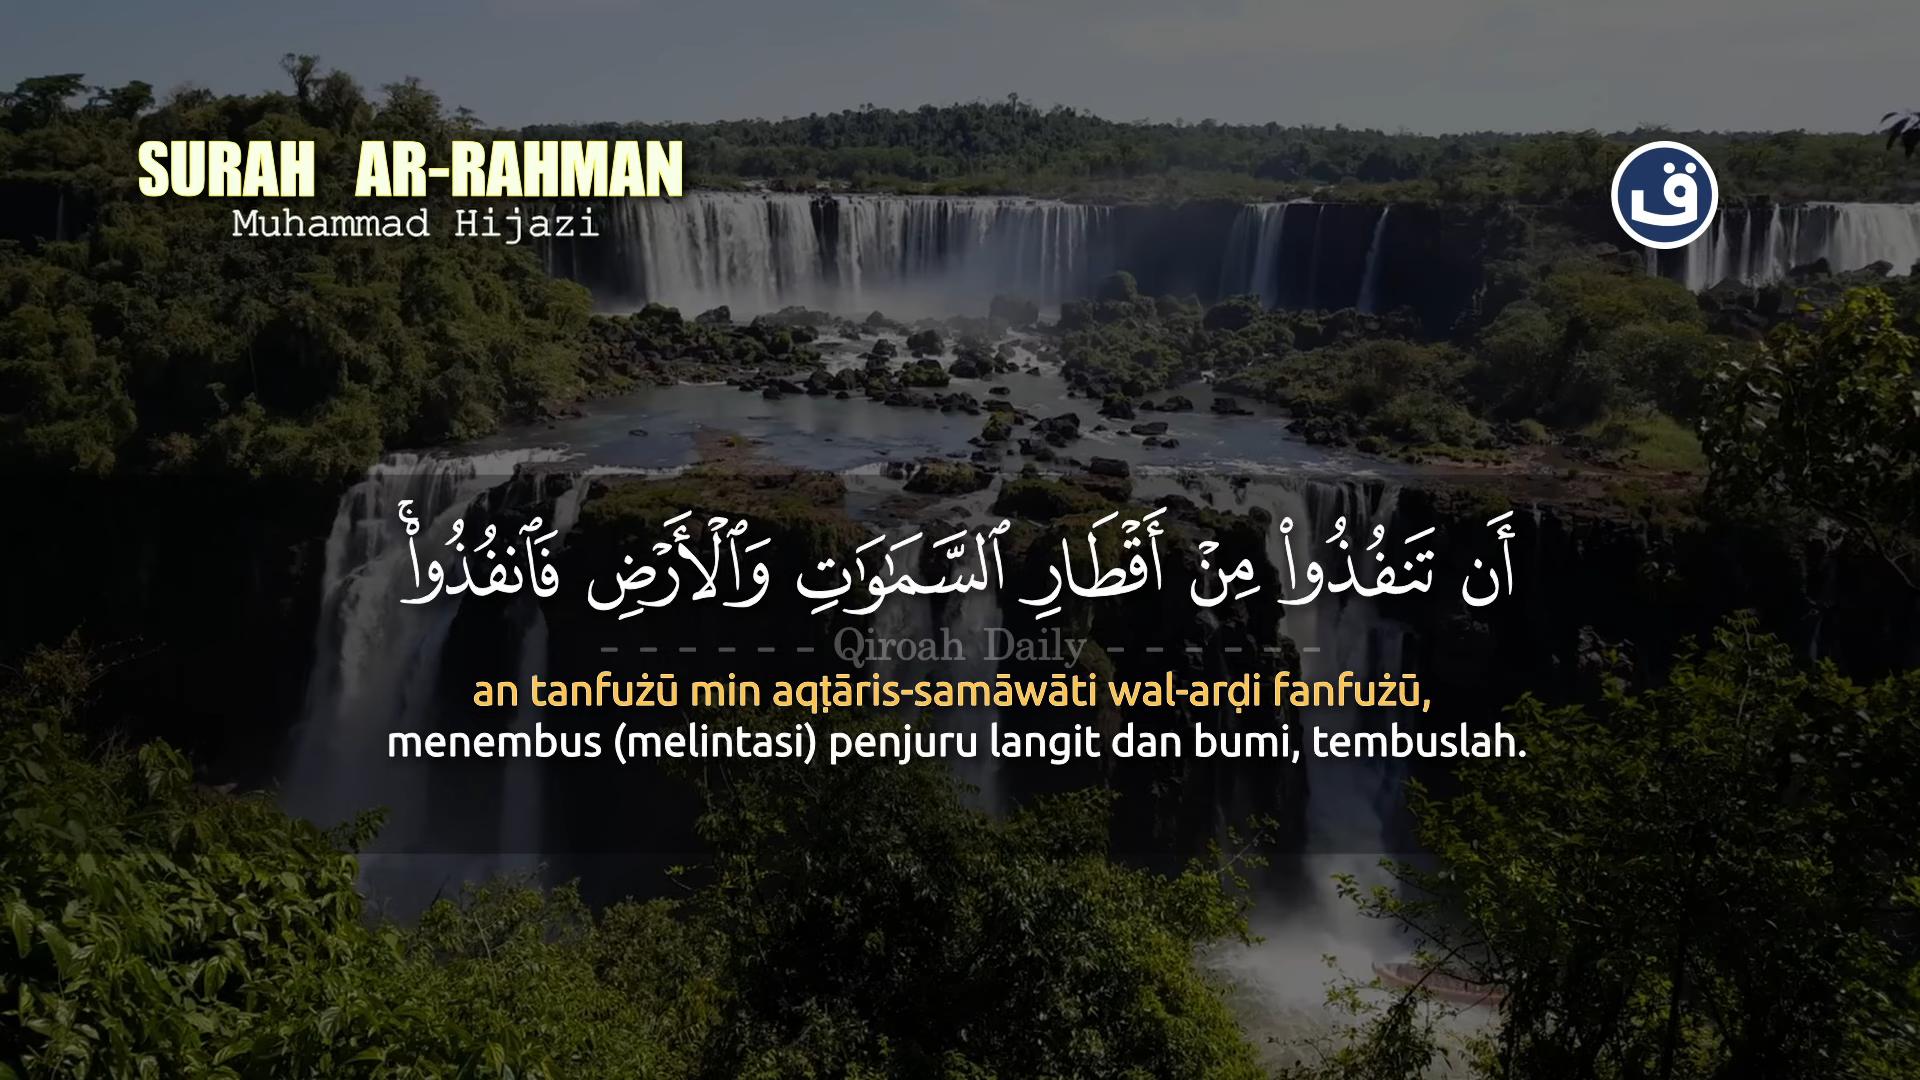 SURAH AR-RAHMAN
Muhammad Hijazi
ق
أَن تَنفُذُوا۟ مِنْ أَقْطَارِ ٱلسَّمَـٰوَٰتِ وَٱلْأَرْضِ فَٱنفُذُوا۟ ۚ
- - - - - - Qiroah Daily - - - - - -
an tanfużū min aqṭāris-samāwāti wal-arḍi fanfużū,
menembus (melintasi) penjuru langit dan bumi, tembuslah.